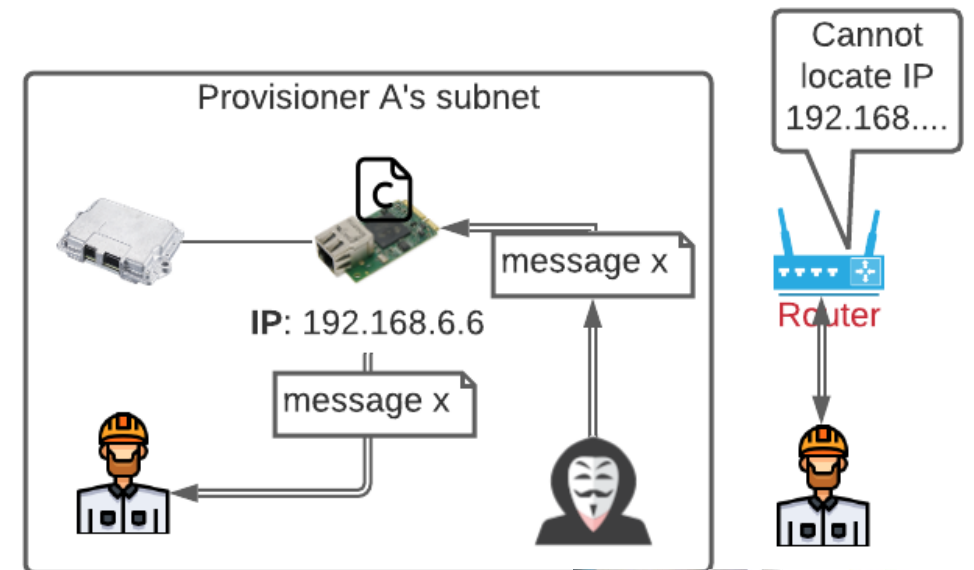 Cannot
locate IP
192.168....
Provisioner A's subnet
C
message x
IP: 192.168.6.6
Router
message x